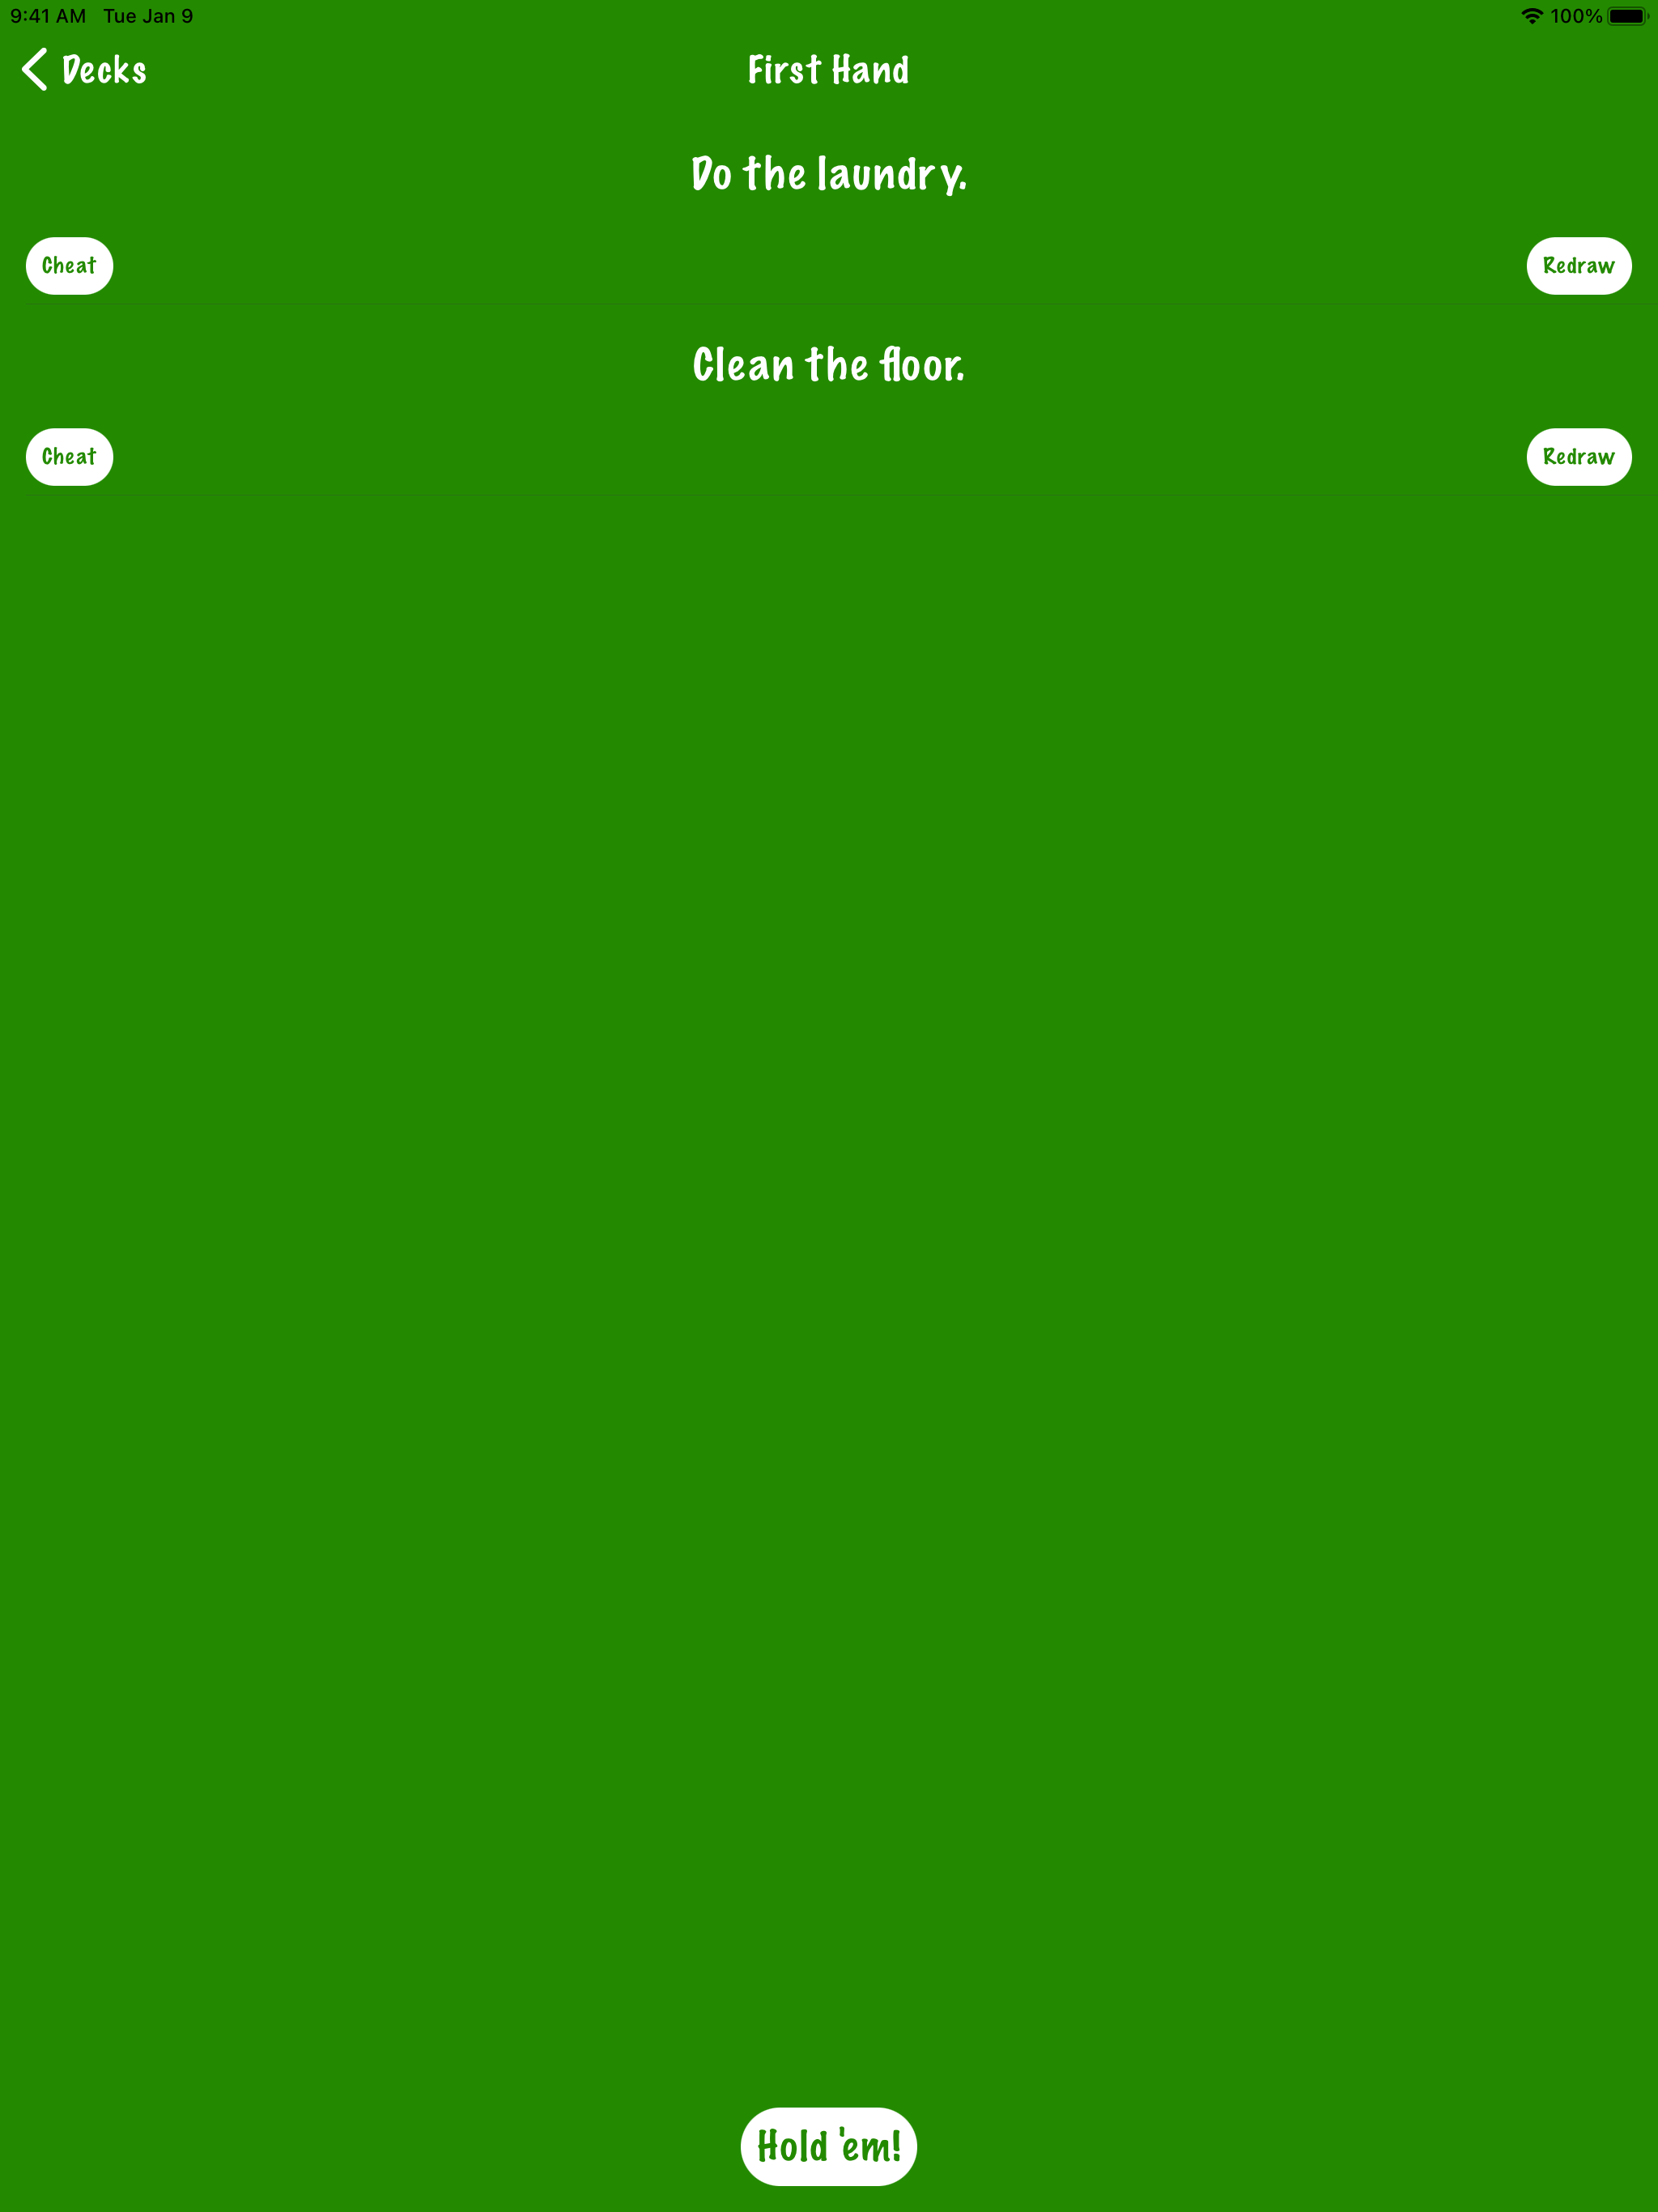 9:41 AM Tue Jan 9 100%
Decks First Hand
Do the laundry.
Cheat Redraw
Clean the floor.
Cheat Redraw
Hold 'em!